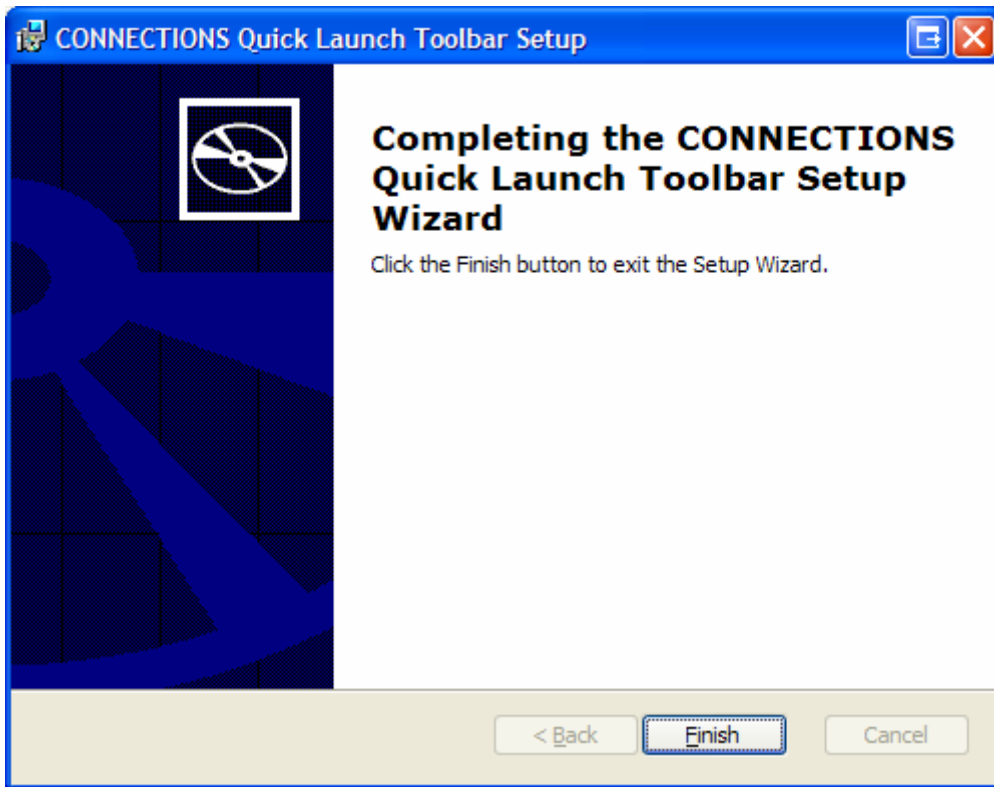 CONNECTIONS Quick Launch Toolbar Setup
Completing the CONNECTIONS
Quick Launch Toolbar Setup
Wizard
Click the Finish button to exit the Setup Wizard.
< Back Finish Cancel